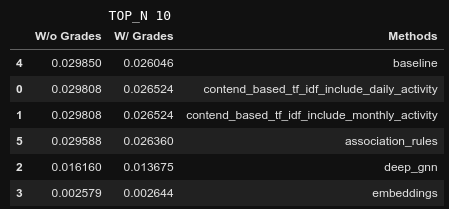 TOP_N 10
W/o Grades W/ Grades Methods
4 0.029850 0.026046 baseline
0 0.029808 0.026524 contend_based_tf_idf_include_daily_activity
1 0.029808 0.026524 contend_based_tf_idf_include_monthly_activity
5 0.029588 0.026360 association_rules
2 0.016160 0.013675 deep_gnn
3 0.002579 0.002644 embeddings